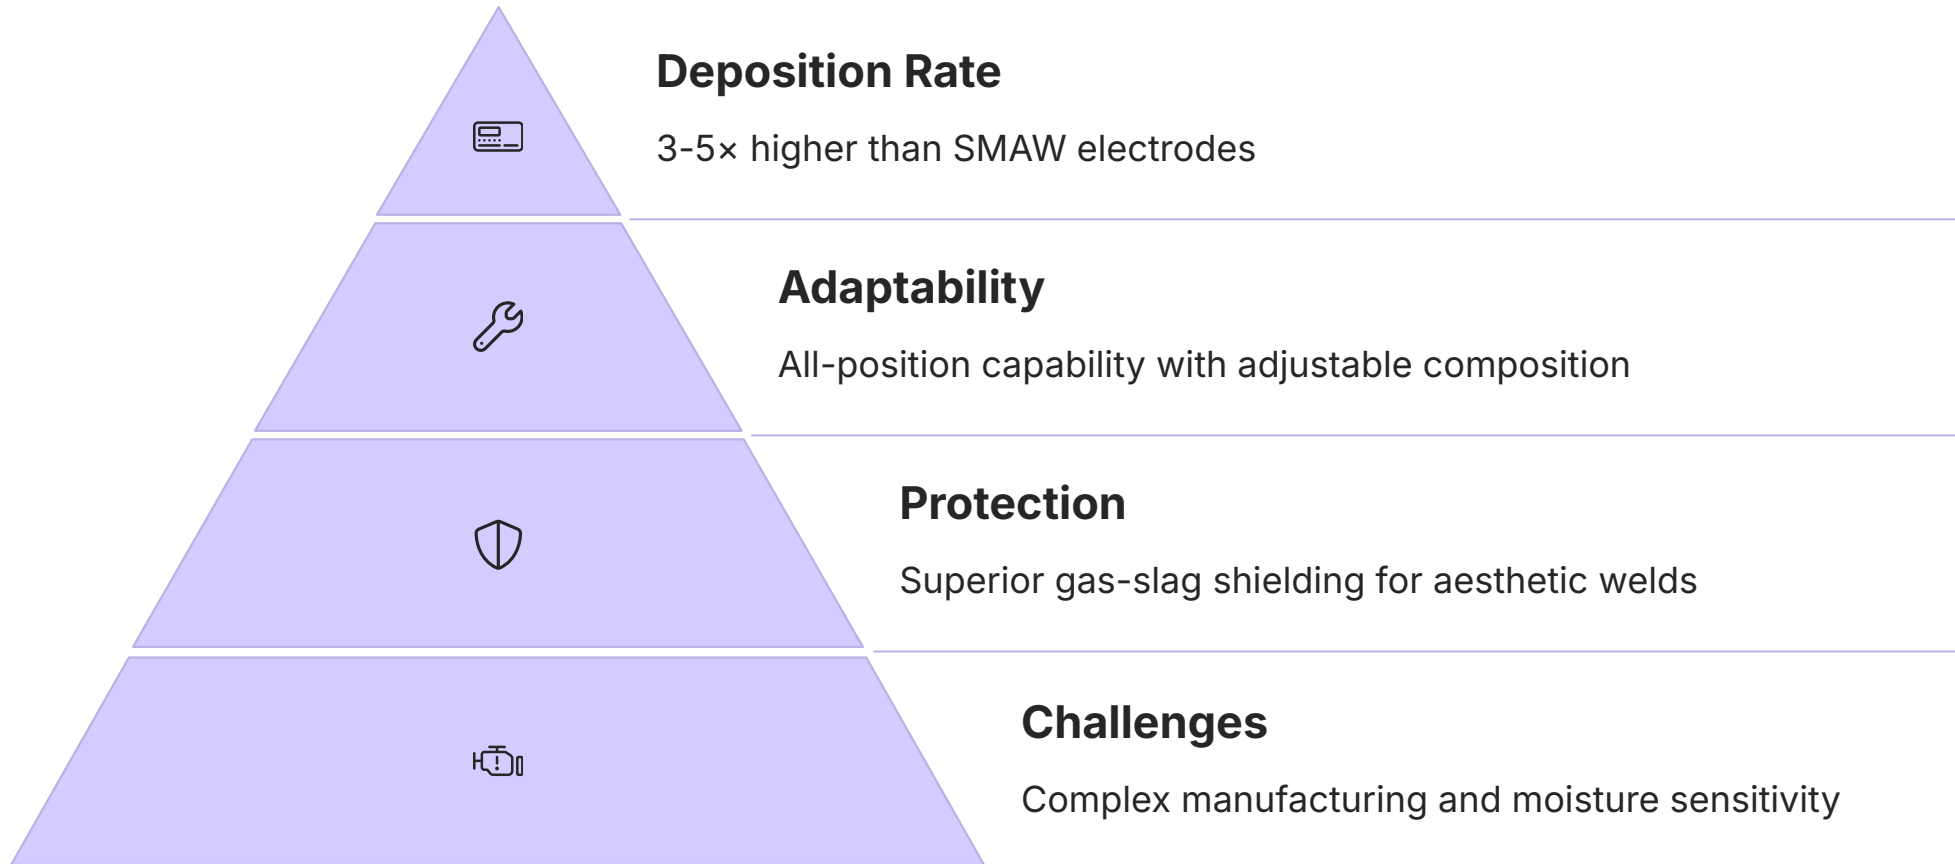 Deposition Rate
3-5× higher than SMAW electrodes
Adaptability
All-position capability with adjustable composition
Protection
Superior gas-slag shielding for aesthetic welds
Challenges
Complex manufacturing and moisture sensitivity